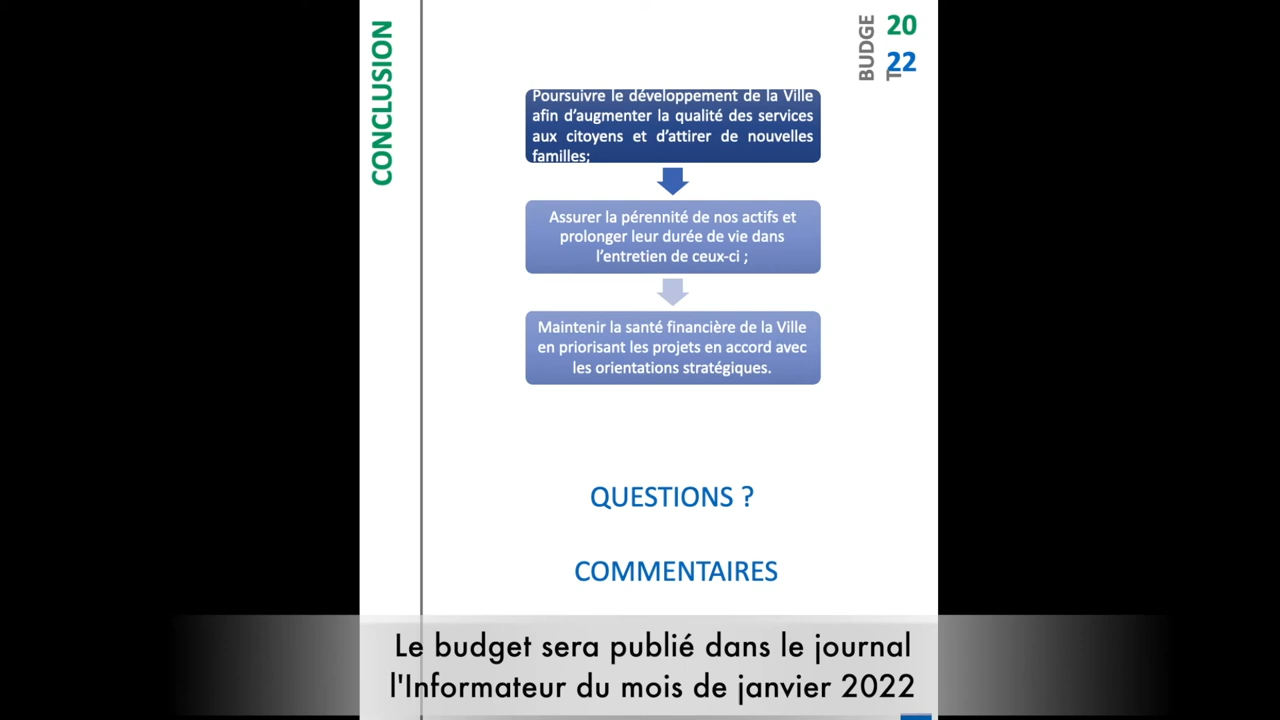 CONCLUSION
BUDGE
T
20
22
Poursuivre le développement de la Ville
afin d'augmenter la qualité des services
aux citoyens et d'attirer de nouvelles
familles;
Assurer la pérennité de nos actifs et
prolonger leur durée de vie dans
l'entretien de ceux-ci ;
Maintenir la santé financière de la Ville
en priorisant les projets en accord avec
les orientations stratégiques.
QUESTIONS ?
COMMENTAIRES
Le budget sera publié dans le journal
l'Informateur du mois de janvier 2022